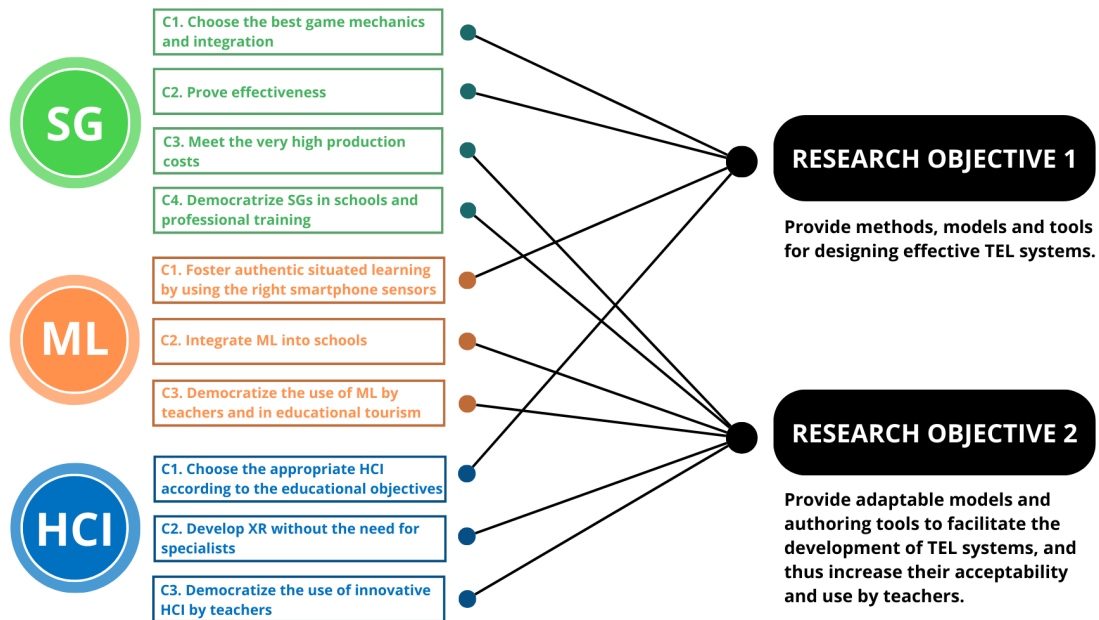 SG
C1. Choose the best game mechanics
and integration
C2. Prove effectiveness
C3. Meet the very high production
costs
C4. Democratrize SGs in schools and
professional training
ML
C1. Foster authentic situated learning
by using the right smartphone sensors
C2. Integrate ML into schools
C3. Democratize the use of ML by
teachers and in educational tourism
HCI
C1. Choose the appropriate HCI
according to the educational objectives
C2. Develop XR without the need for
specialists
C3. Democratize the use of innovative
HCI by teachers
RESEARCH OBJECTIVE 1
Provide methods, models and tools
for designing effective TEL systems.
RESEARCH OBJECTIVE 2
Provide adaptable models and
authoring tools to facilitate the
development of TEL systems, and
thus increase their acceptability
and use by teachers.